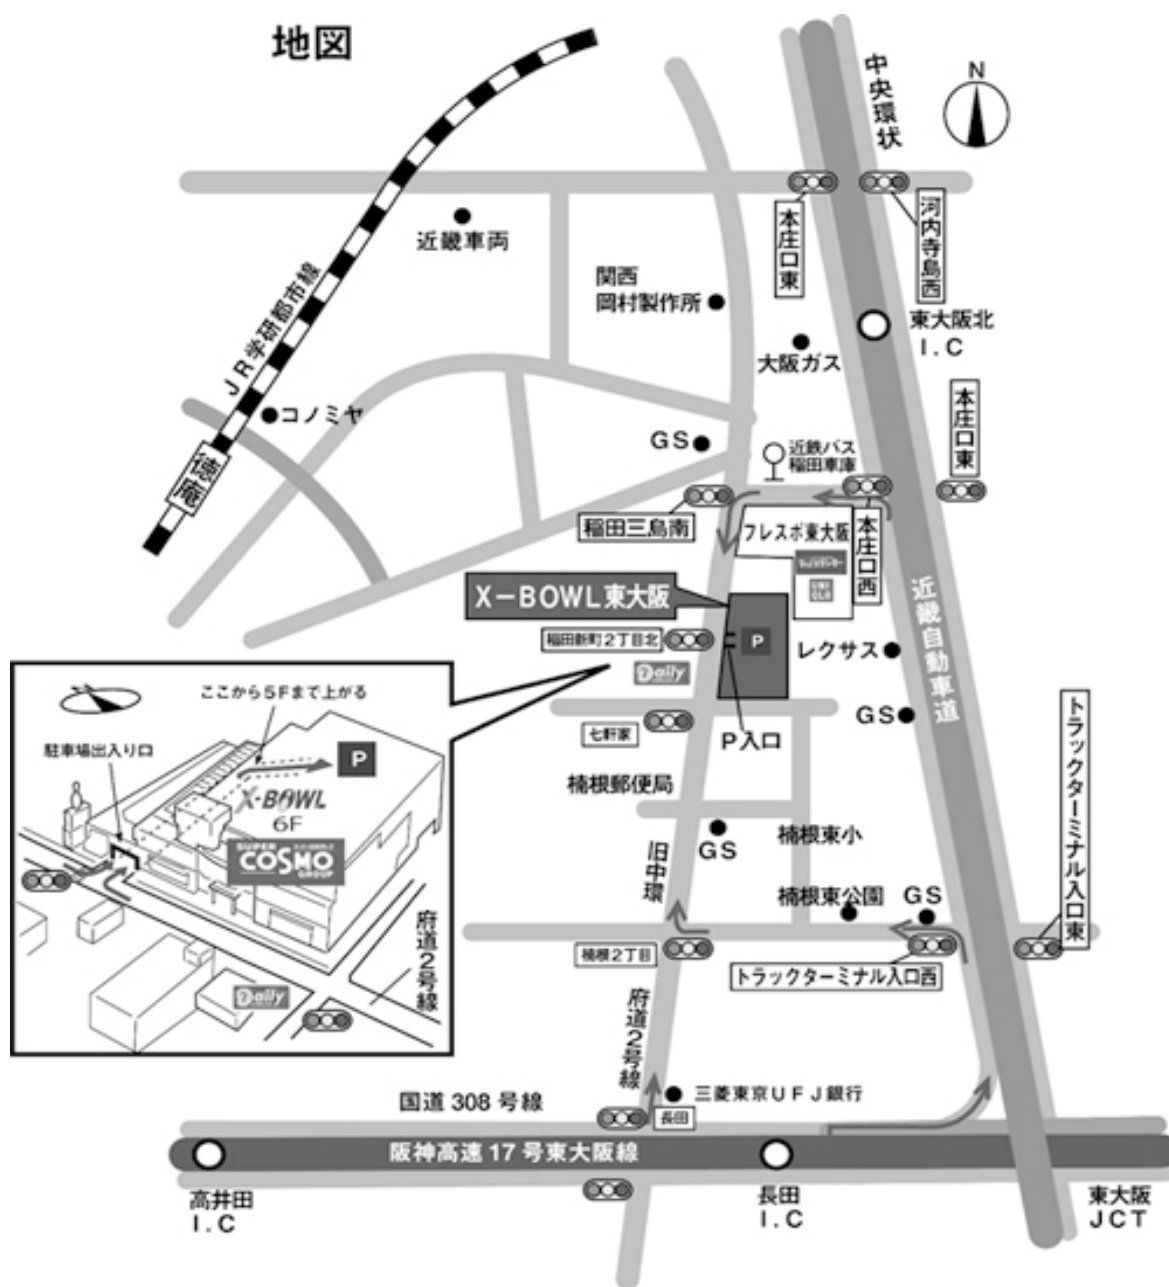 地図
N
中央環状
近畿車両
本庄口東
河内寺島西
関西
岡村製作所
東大阪北
I.C
大阪ガス
JR学研都市線
コノミヤ
徳庵
GS
近鉄バス
稲田車庫
本庄口東
稲田三島南
フレスポ東大阪
本庄口西
UNI
QLO
X-BOWL東大阪
P
稲田新町2丁目北
Daily
レクサス
近畿自動車道
七軒家
P入口
GS
トラックターミナル入口東
楠根郵便局
ここから5Fまで上がる
駐車場出入り口
P
X-BOWL
6F
SUPER
COSMO
GROUP
府道2号線
Daily
旧中環
GS
楠根東小
楠根東公園
GS
楠根2丁目
トラックターミナル入口西
府道2号線
三菱東京UFJ銀行
国道308号線
長田
阪神高速17号東大阪線
高井田
I.C
長田
I.C
東大阪
JCT